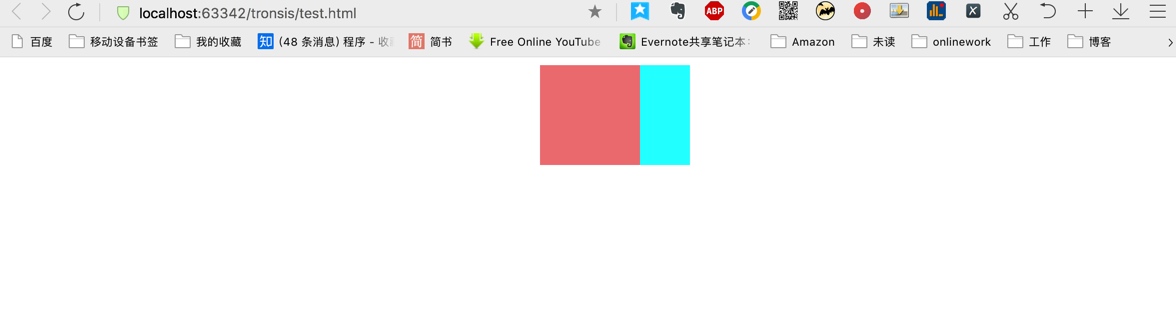 localhost:63342/tronsis/test.html
ABP
X
百度 移动设备书签 我的收藏 知 (48 条消息) 程序 - 收 简 简书 Free Online YouTube Evernote共享笔记本: Amazon 未读 onlinework 工作 博客